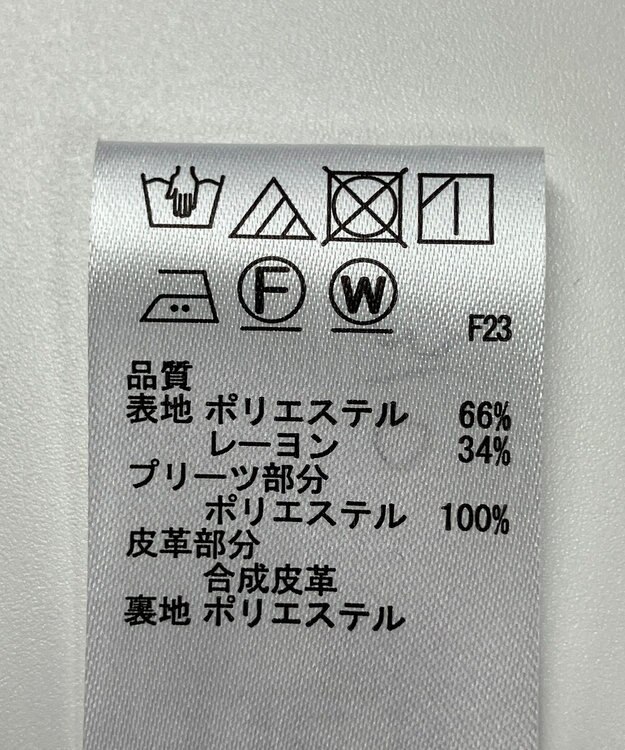 F W F23
品質
表地 ポリエステル 66%
レーヨン 34%
プリーツ部分
ポリエステル 100%
皮革部分
合成皮革
裏地 ポリエステル